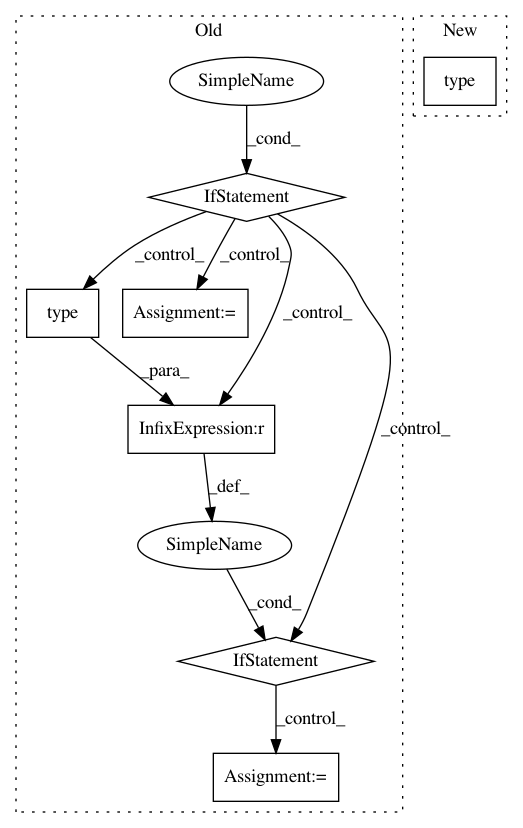 Old
New
SimpleName
type
_cond_
IfStatement
_control_
_control_
_control_
type
Assignment:=
_para_
_control_
InfixExpression:r
_def_
SimpleName
_cond_
IfStatement
_control_
Assignment:=